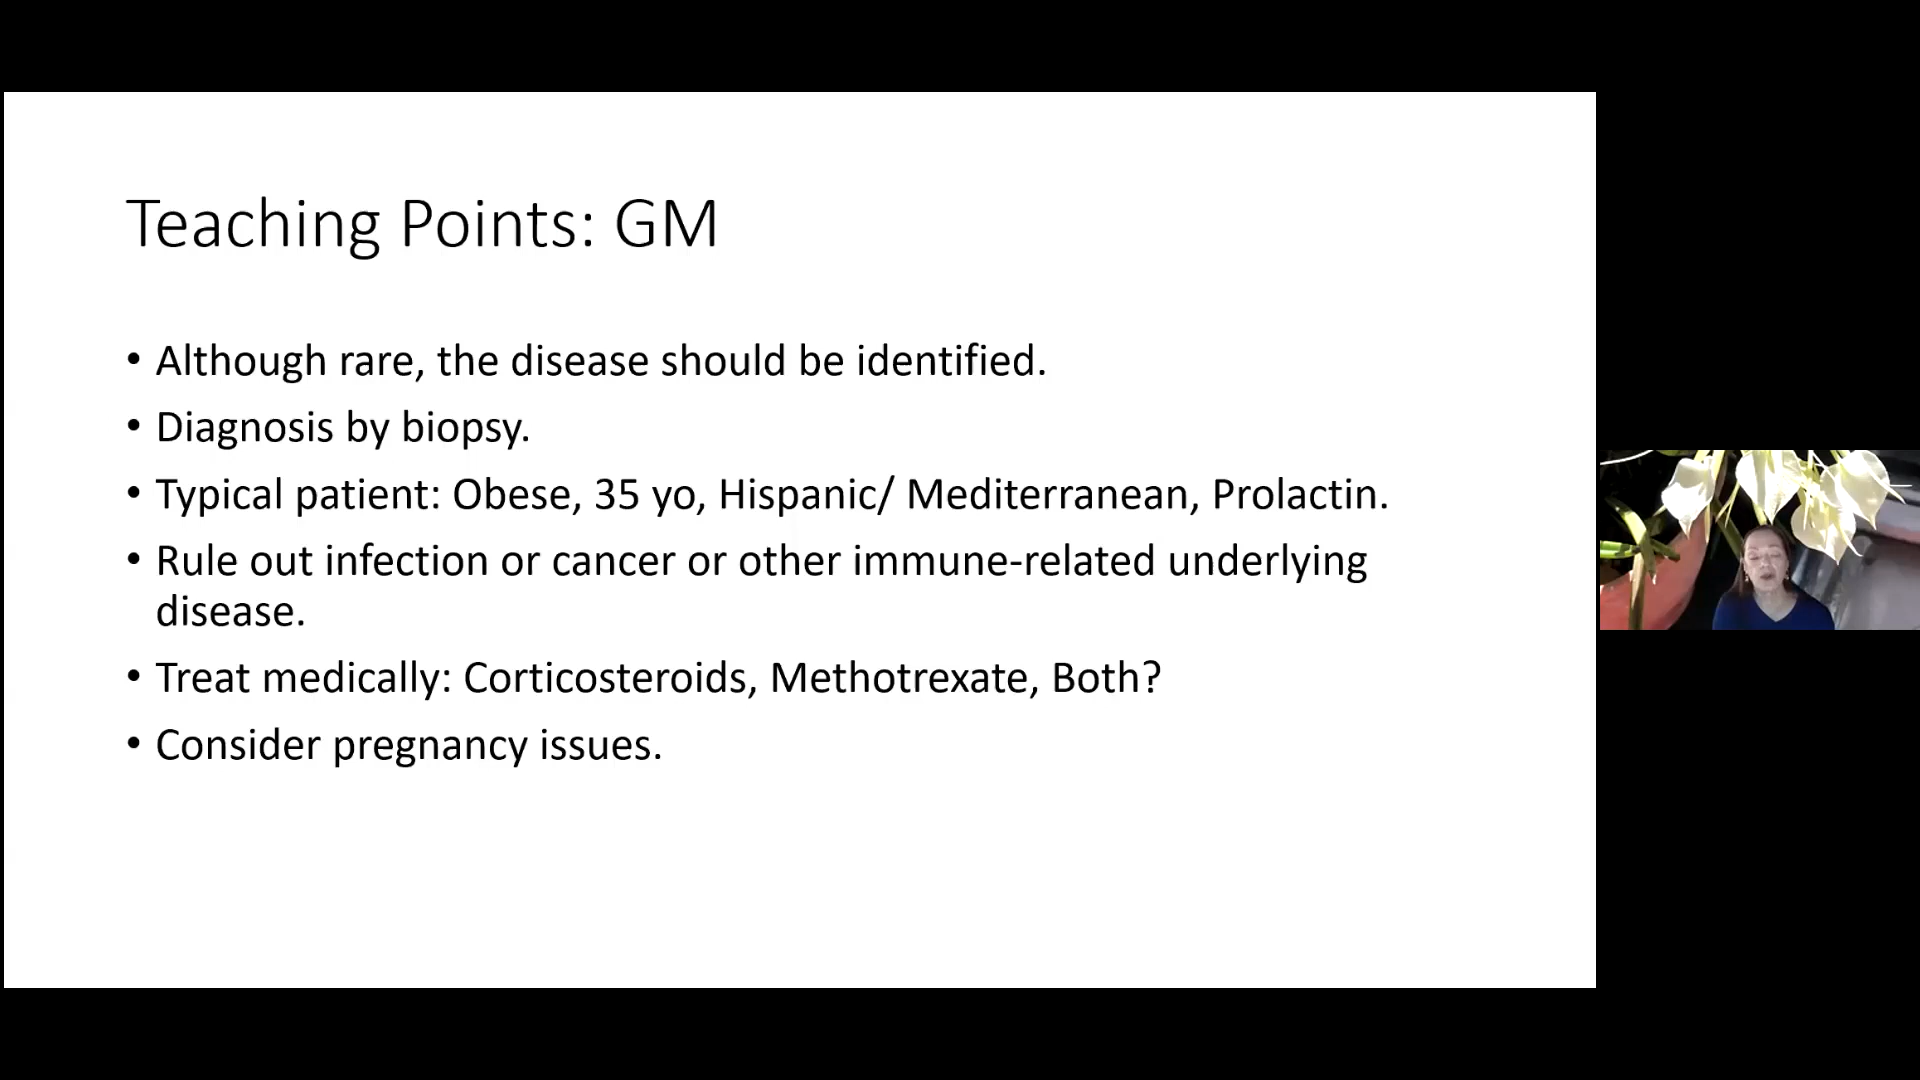 Teaching Points: GM
• Although rare, the disease should be identified.
• Diagnosis by biopsy.
• Typical patient: Obese, 35 yo, Hispanic/ Mediterranean, Prolactin.
• Rule out infection or cancer or other immune-related underlying
disease.
• Treat medically: Corticosteroids, Methotrexate, Both?
• Consider pregnancy issues.